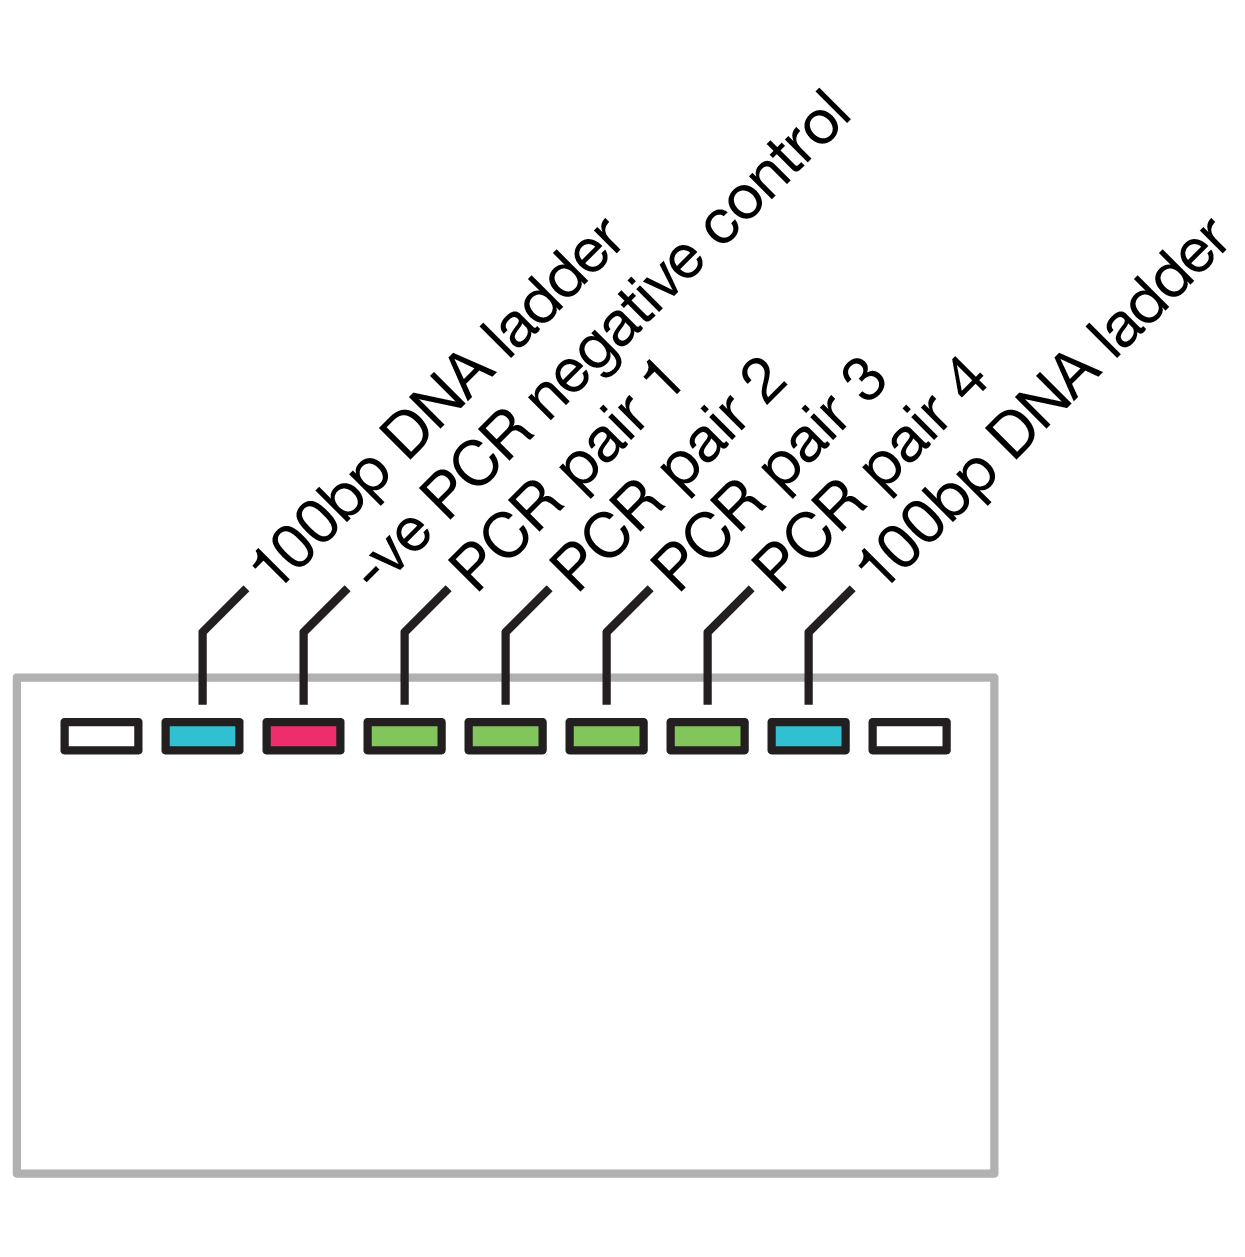 100bp DNA ladder
-ve PCR negative control
PCR pair 1
PCR pair 2
PCR pair 3
PCR pair 4
100bp DNA ladder